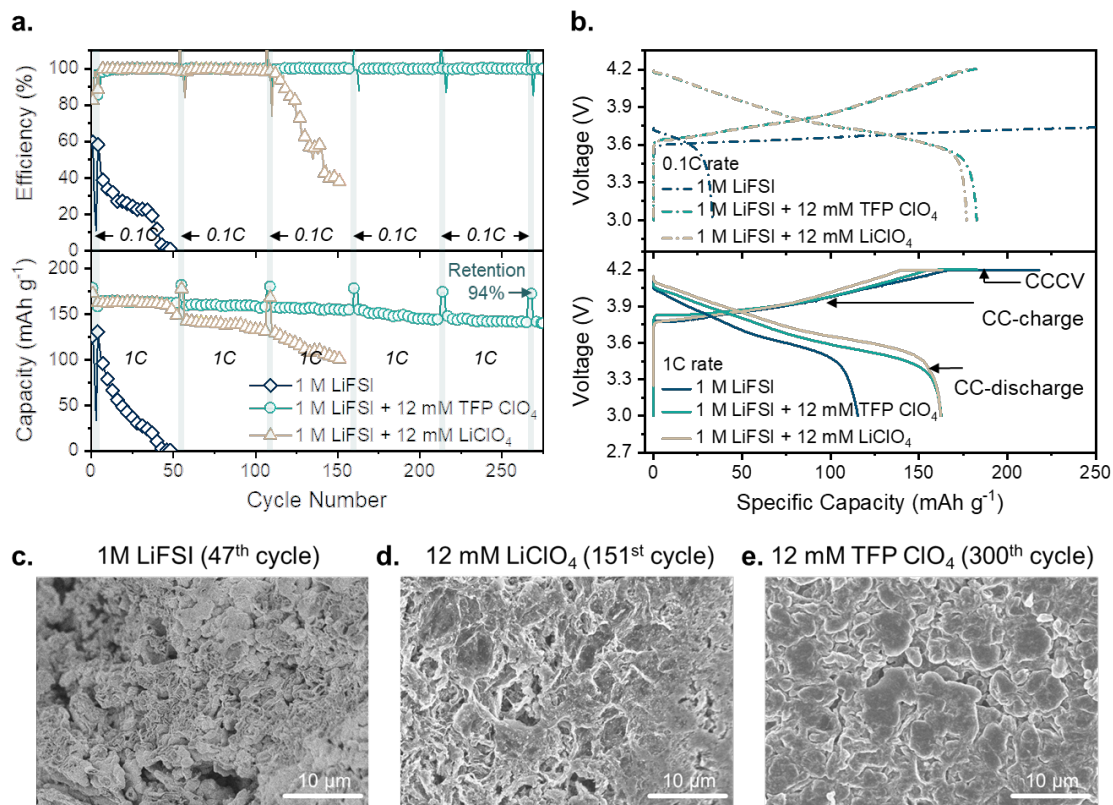 a.
Efficiency (%)
100
80
60
40
20
0
0.1C
0.1C
0.1C
0.1C
0.1C
Capacity (mAh g⁻¹)
200
150
100
50
0
Retention
94%
1C
1C
1C
1C
1C
1 M LiFSI
1 M LiFSI + 12 mM TFP ClO₄
1 M LiFSI + 12 mM LiClO₄
0
50
100
150
200
250
Cycle Number
b.
Voltage (V)
4.2
3.9
3.6
3.3
3.0
0.1C rate
1 M LiFSI
1 M LiFSI + 12 mM TFP ClO₄
1 M LiFSI + 12 mM LiClO₄
Voltage (V)
4.2
3.9
3.6
3.3
3.0
2.7
CCCV
CC-charge
CC-discharge
1C rate
1 M LiFSI
1 M LiFSI + 12 mM TFP ClO₄
1 M LiFSI + 12 mM LiClO₄
0
50
100
150
200
250
Specific Capacity (mAh g⁻¹)
c.
1M LiFSI (47ᵗʰ cycle)
10 µm
d.
12 mM LiClO₄ (151ˢᵗ cycle)
10 µm
e.
12 mM TFP ClO₄ (300ᵗʰ cycle)
10 µm